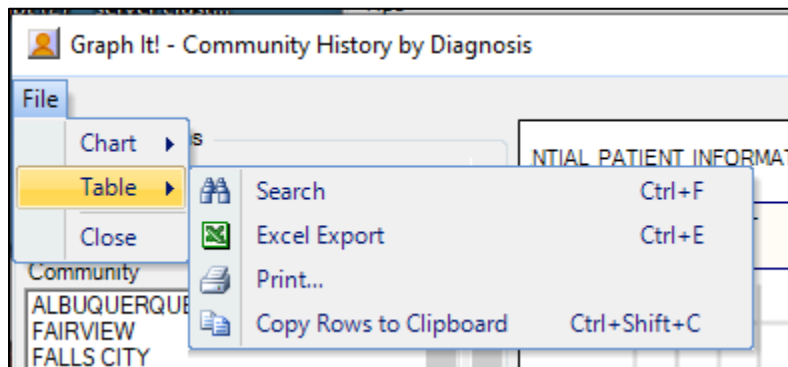 Graph It! - Community History by Diagnosis
File
Chart
NTIAL PATIENT INFORMAT
Table
Search Ctrl+F
Close
Excel Export Ctrl+E
Print...
Copy Rows to Clipboard Ctrl+Shift+C
Community
ALBUQUERQUE
FAIRVIEW
FALLS CITY